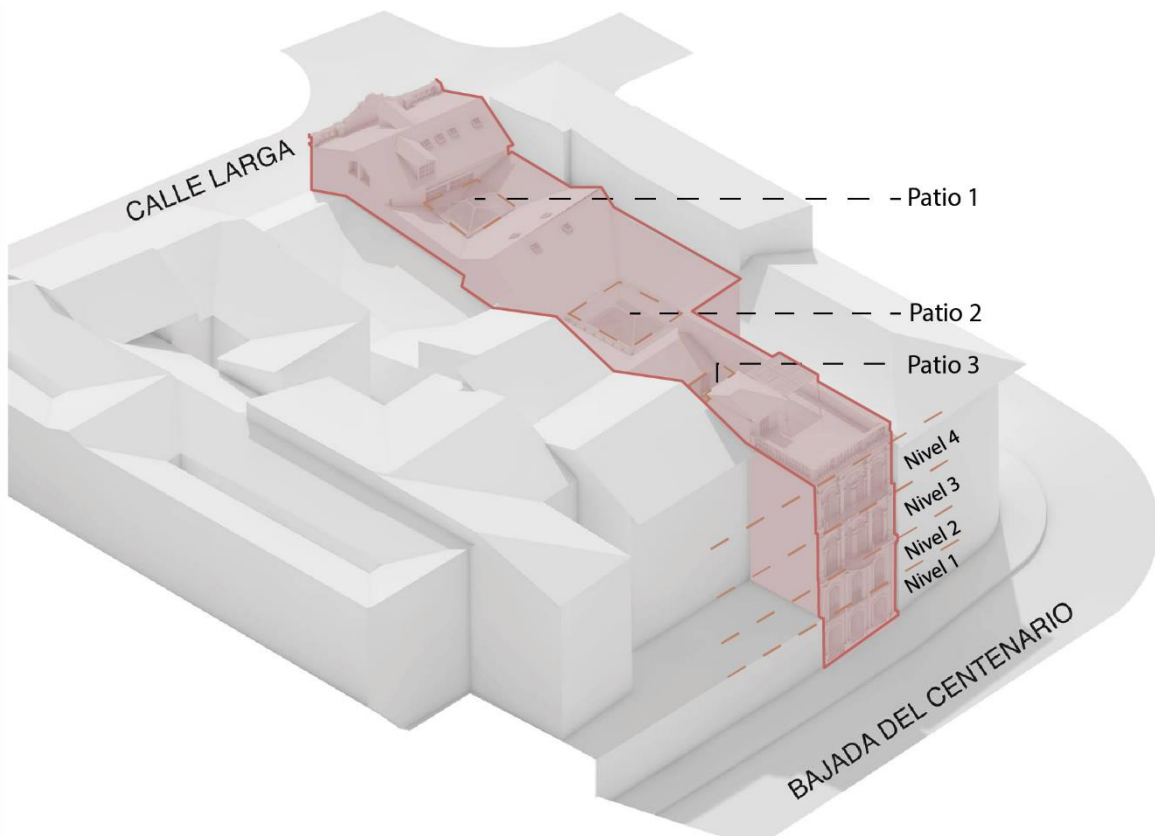 CALLE LARGA
Patio 1
Patio 2
Patio 3
Nivel 4
Nivel 3
Nivel 2
Nivel 1
BAJADA DEL CENTENARIO